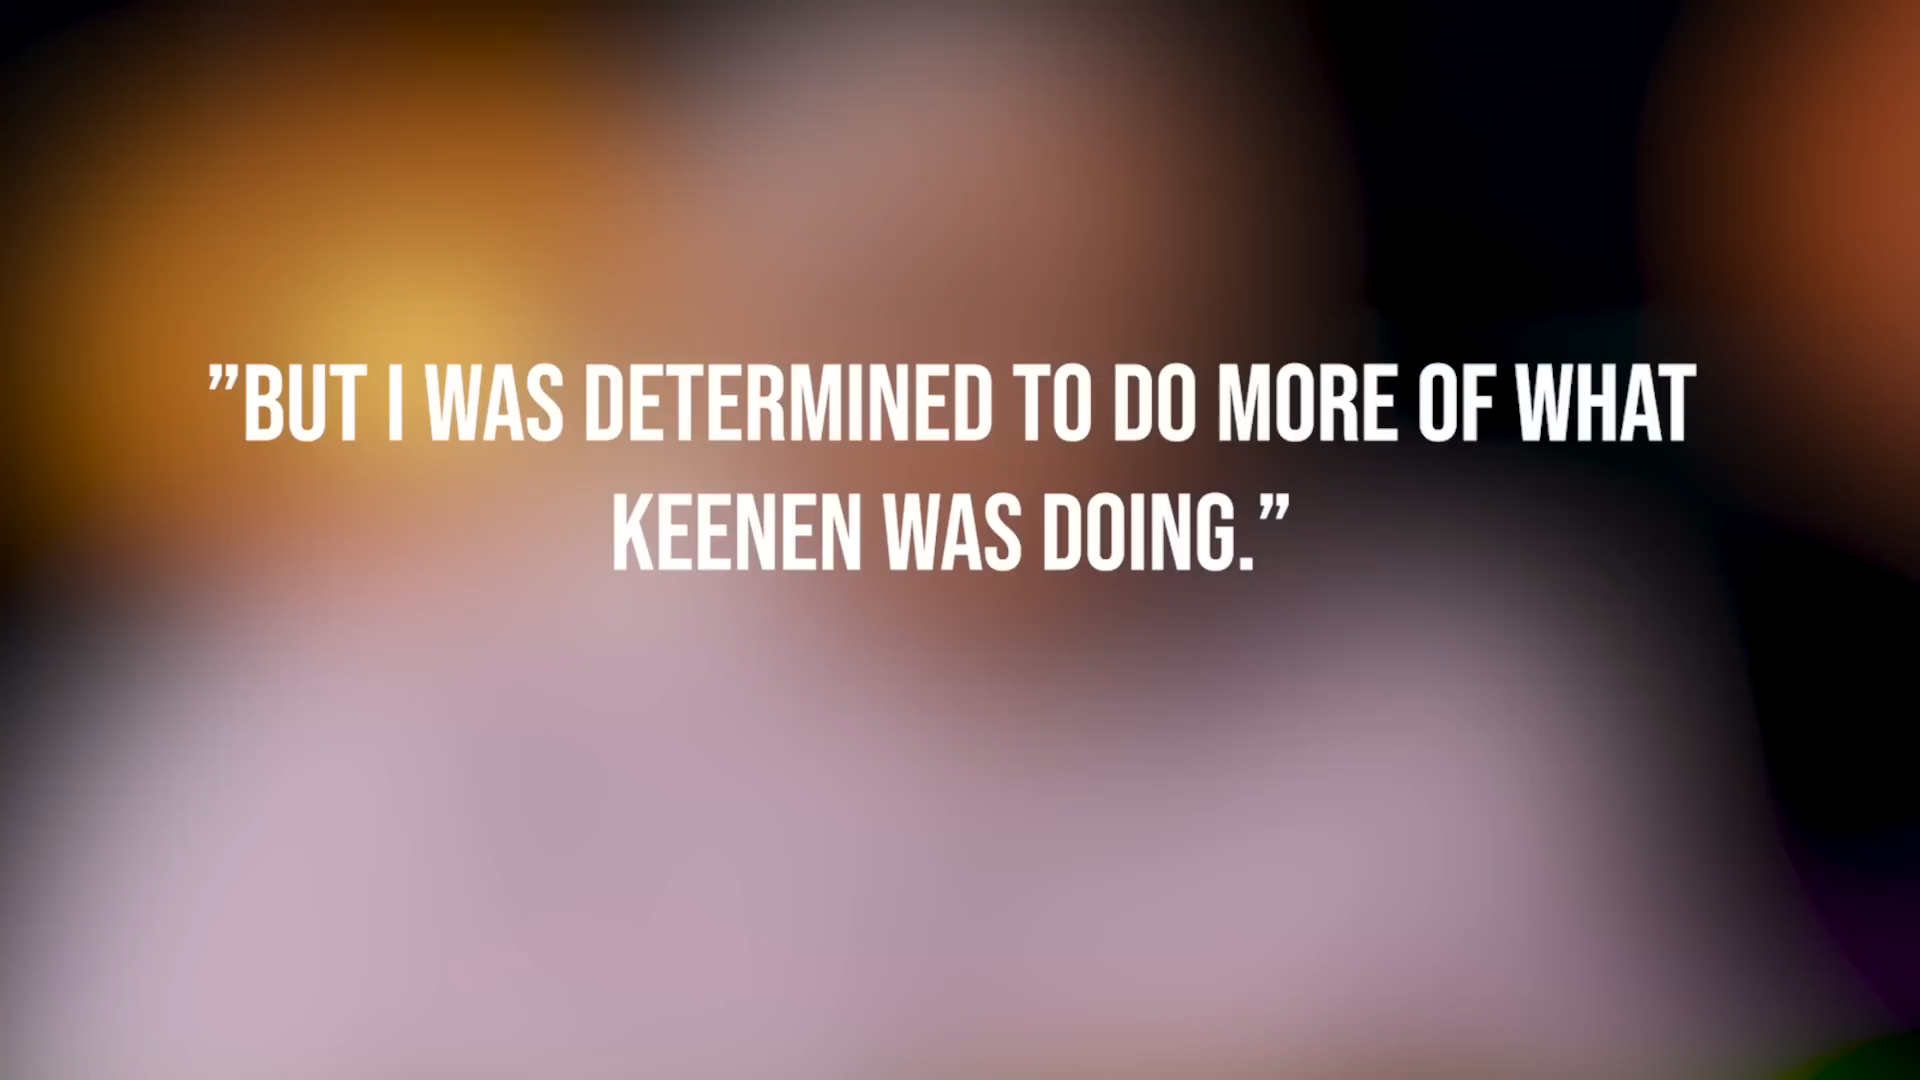 ”BUT I WAS DETERMINED TO DO MORE OF WHAT
KEENEN WAS DOING.”